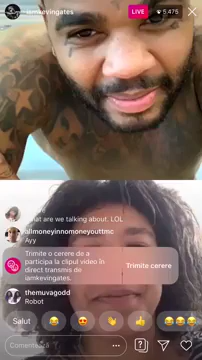 iamkevingates
LIVE
5,475
What are we talking about. LOL
allmoneyinnomoneyouttmc
Ayy
Trimite o cerere de a
participa la clipul video în
direct transmis de
iamkevingates.
Trimite cerere
themuvagodd
Robot
Salut
Comentează